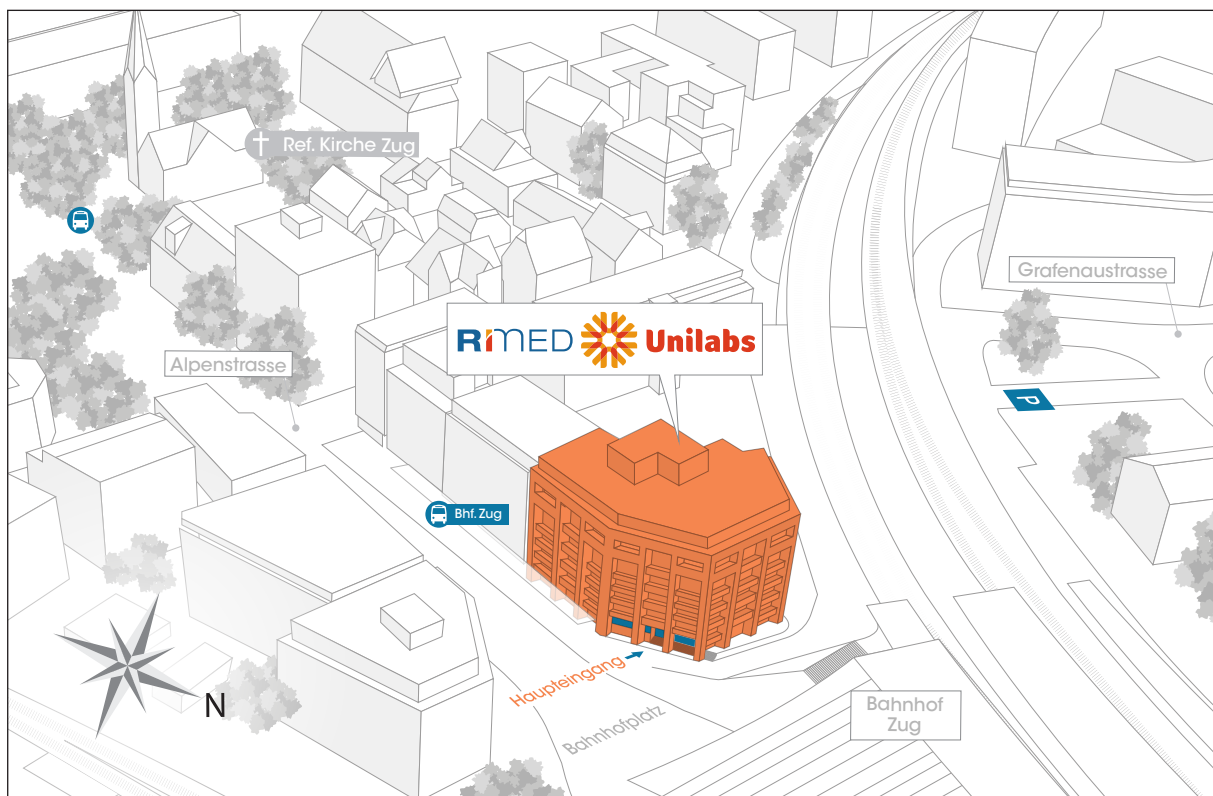 Ref. Kirche Zug
Grafenaustrasse
RiMED Unilabs
Alpenstrasse
P
Bhf. Zug
Haupteingang
N
Bahnhofplatz
Bahnhof
Zug